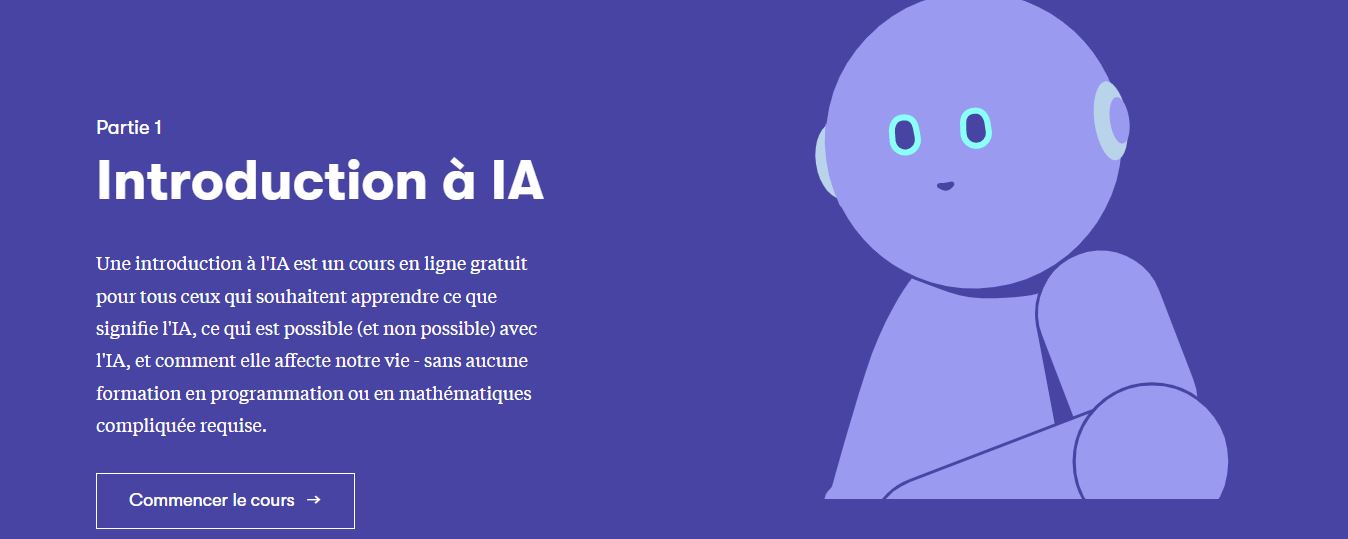 Partie 1
Introduction à IA
Une introduction à l'IA est un cours en ligne gratuit
pour tous ceux qui souhaitent apprendre ce que
signifie l'IA, ce qui est possible (et non possible) avec
l'IA, et comment elle affecte notre vie - sans aucune
formation en programmation ou en mathématiques
compliquée requise.
Commencer le cours →